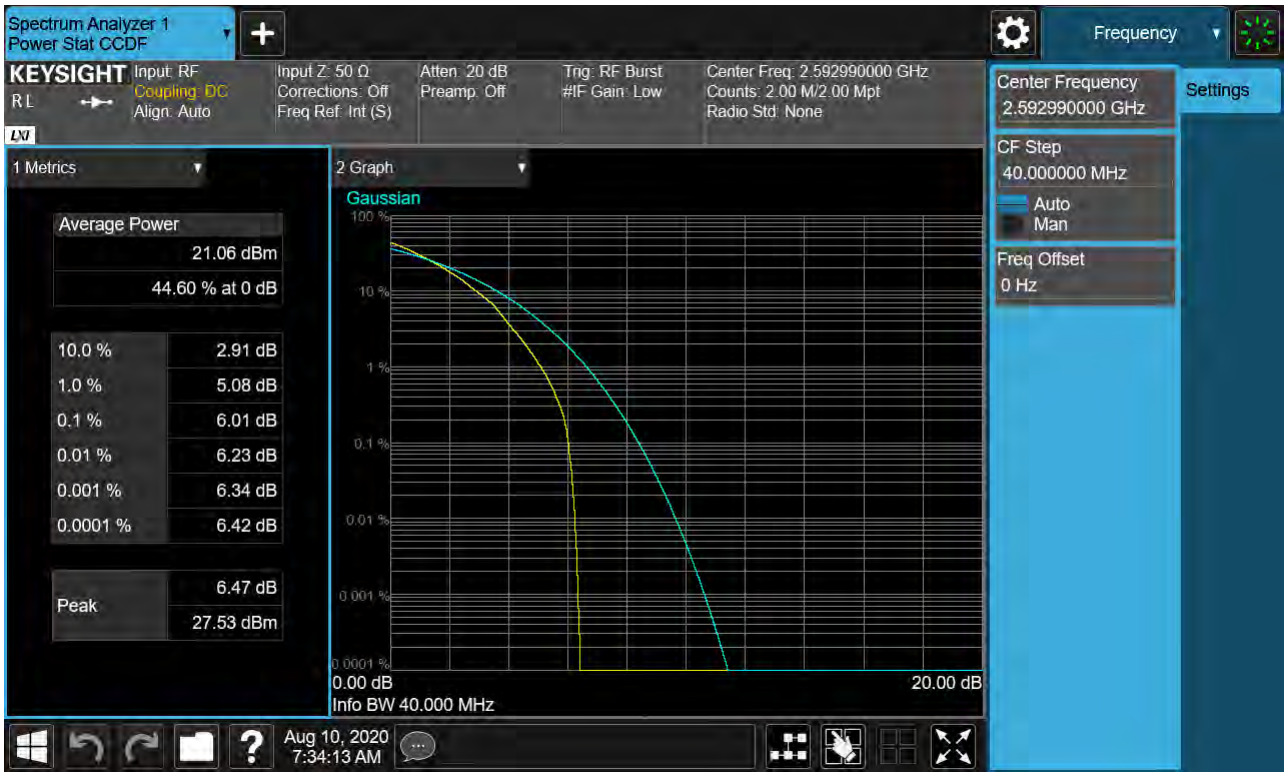 Spectrum Analyzer 1
Power Stat CCDF
+
Frequency
KEYSIGHT
RL
LXI
Input: RF
Coupling: DC
Align: Auto
Input Z: 50 Ω
Corrections: Off
Freq Ref: Int (S)
Atten: 20 dB
Preamp: Off
Trig: RF Burst
#IF Gain: Low
Center Freq: 2.592990000 GHz
Counts: 2.00 M/2.00 Mpt
Radio Std: None
Center Frequency
2.592990000 GHz
Settings
CF Step
40.000000 MHz
Auto
Man
Freq Offset
0 Hz
1 Metrics
Average Power
21.06 dBm
44.60 % at 0 dB
10.0 % 2.91 dB
1.0 % 5.08 dB
0.1 % 6.01 dB
0.01 % 6.23 dB
0.001 % 6.34 dB
0.0001 % 6.42 dB
Peak
6.47 dB
27.53 dBm
2 Graph
Gaussian
100 %
10 %
1 %
0.1 %
0.01 %
0.001 %
0.0001 %
0.00 dB 20.00 dB
Info BW 40.000 MHz
?
Aug 10, 2020
7:34:13 AM